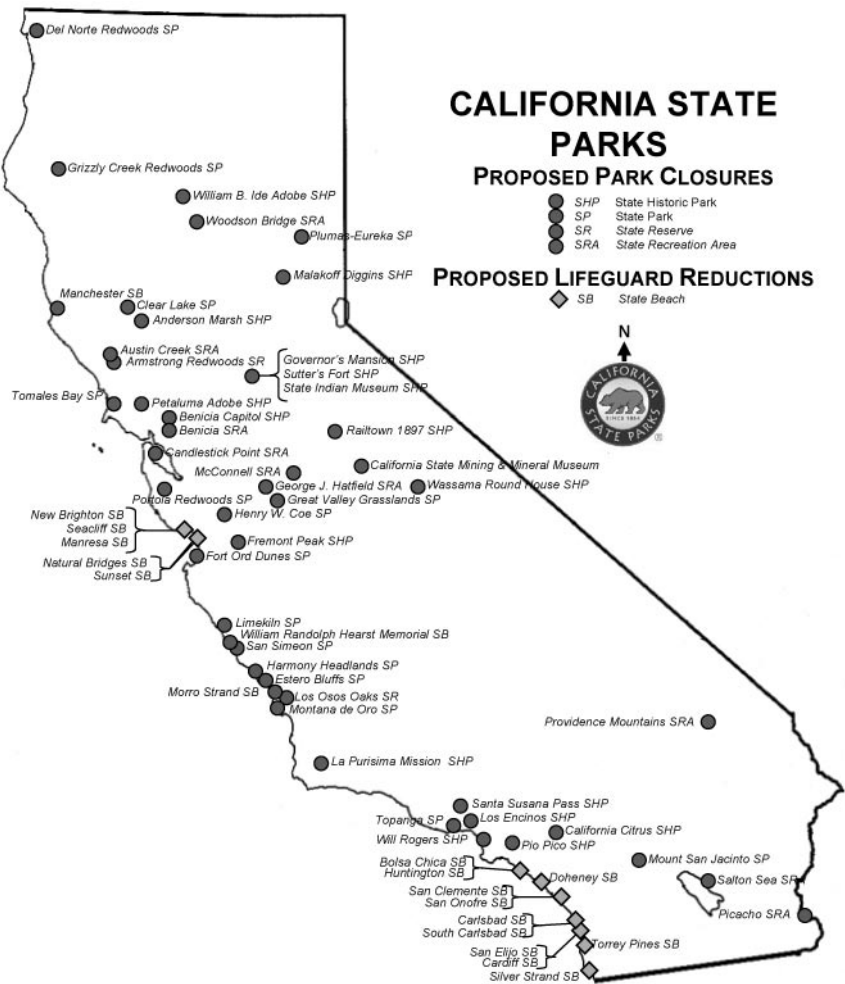 CALIFORNIA STATE
PARKS
PROPOSED PARK CLOSURES
SHP State Historic Park
SP State Park
SR State Reserve
SRA State Recreation Area
PROPOSED LIFEGUARD REDUCTIONS
SB State Beach
N
CALIFORNIA
SINCE 1864
STATE PARKS
®
Del Norte Redwoods SP
Grizzly Creek Redwoods SP
William B. Ide Adobe SHP
Woodson Bridge SRA
Plumas-Eureka SP
Malakoff Diggins SHP
Manchester SB
Clear Lake SP
Anderson Marsh SHP
Austin Creek SRA
Armstrong Redwoods SR
Governor's Mansion SHP
Sutter's Fort SHP
State Indian Museum SHP
Tomales Bay SP
Petaluma Adobe SHP
Benicia Capitol SHP
Benicia SRA
Railtown 1897 SHP
Candlestick Point SRA
California State Mining & Mineral Museum
McConnell SRA
George J. Hatfield SRA
Wassama Round House SHP
Portola Redwoods SP
Great Valley Grasslands SP
Henry W. Coe SP
New Brighton SB
Seacliff SB
Manresa SB
Fremont Peak SHP
Natural Bridges SB
Sunset SB
Fort Ord Dunes SP
Limekiln SP
William Randolph Hearst Memorial SB
San Simeon SP
Harmony Headlands SP
Estero Bluffs SP
Morro Strand SB
Los Osos Oaks SR
Montana de Oro SP
Providence Mountains SRA
La Purisima Mission SHP
Santa Susana Pass SHP
Los Encinos SHP
Topanga SP
California Citrus SHP
Will Rogers SHP
Pio Pico SHP
Mount San Jacinto SP
Bolsa Chica SB
Huntington SB
Doheney SB
Salton Sea SRA
San Clemente SB
San Onofre SB
Picacho SRA
Carlsbad SB
South Carlsbad SB
Torrey Pines SB
San Elijo SB
Cardiff SB
Silver Strand SB